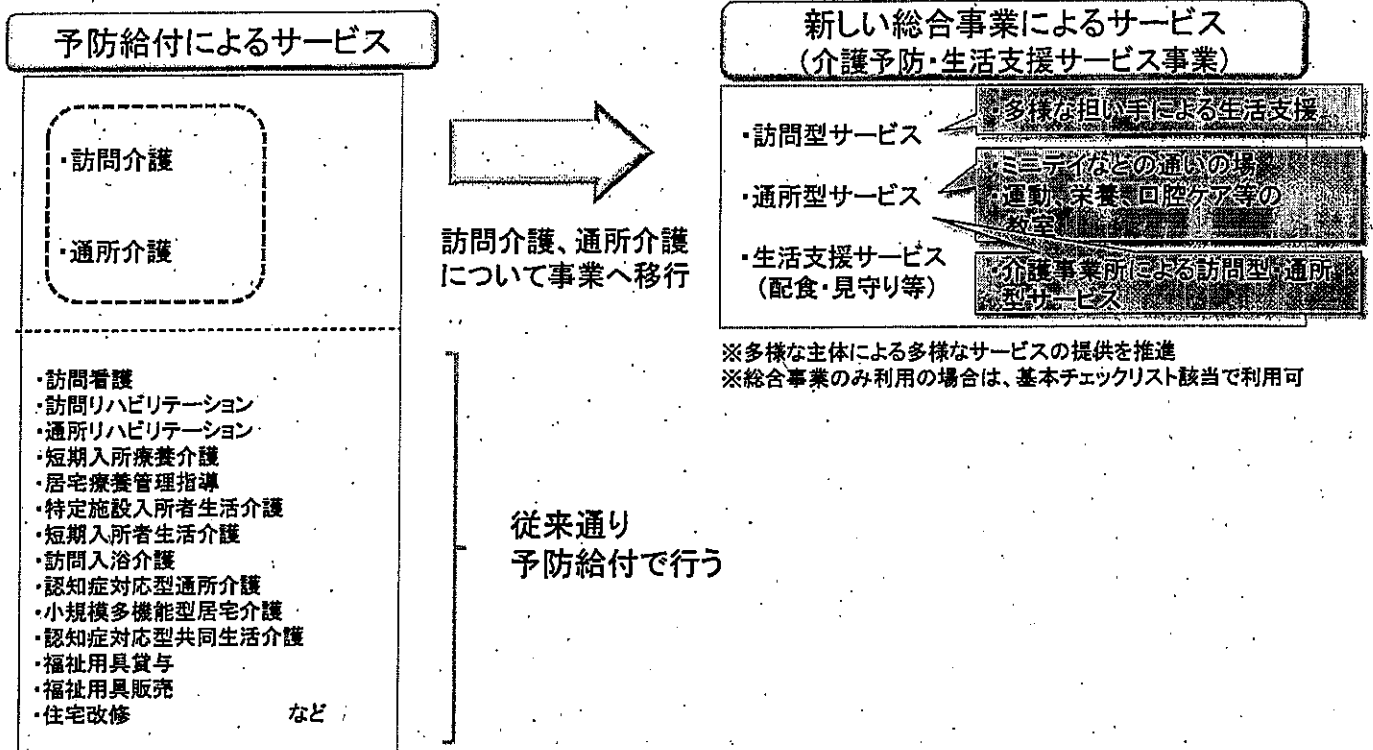 予防給付によるサービス
・訪問介護
・通所介護
訪問介護、通所介護
について事業へ移行
新しい総合事業によるサービス
(介護予防・生活支援サービス事業)
・訪問型サービス
・通所型サービス
・生活支援サービス
(配食・見守り等)
・多様な担い手による生活支援
・ミニデイなどの通いの場
・運動、栄養、口腔ケア等の
教室
・介護事業所による訪問型・通所
型サービス
※多様な主体による多様なサービスの提供を推進
※総合事業のみ利用の場合は、基本チェックリスト該当で利用可
・訪問看護
・訪問リハビリテーション
・通所リハビリテーション
・短期入所療養介護
・居宅療養管理指導
・特定施設入所者生活介護
・短期入所者生活介護
・訪問入浴介護
・認知症対応型通所介護
・小規模多機能型居宅介護
・認知症対応型共同生活介護
・福祉用具貸与
・福祉用具販売
・住宅改修 など
従来通り
予防給付で行う